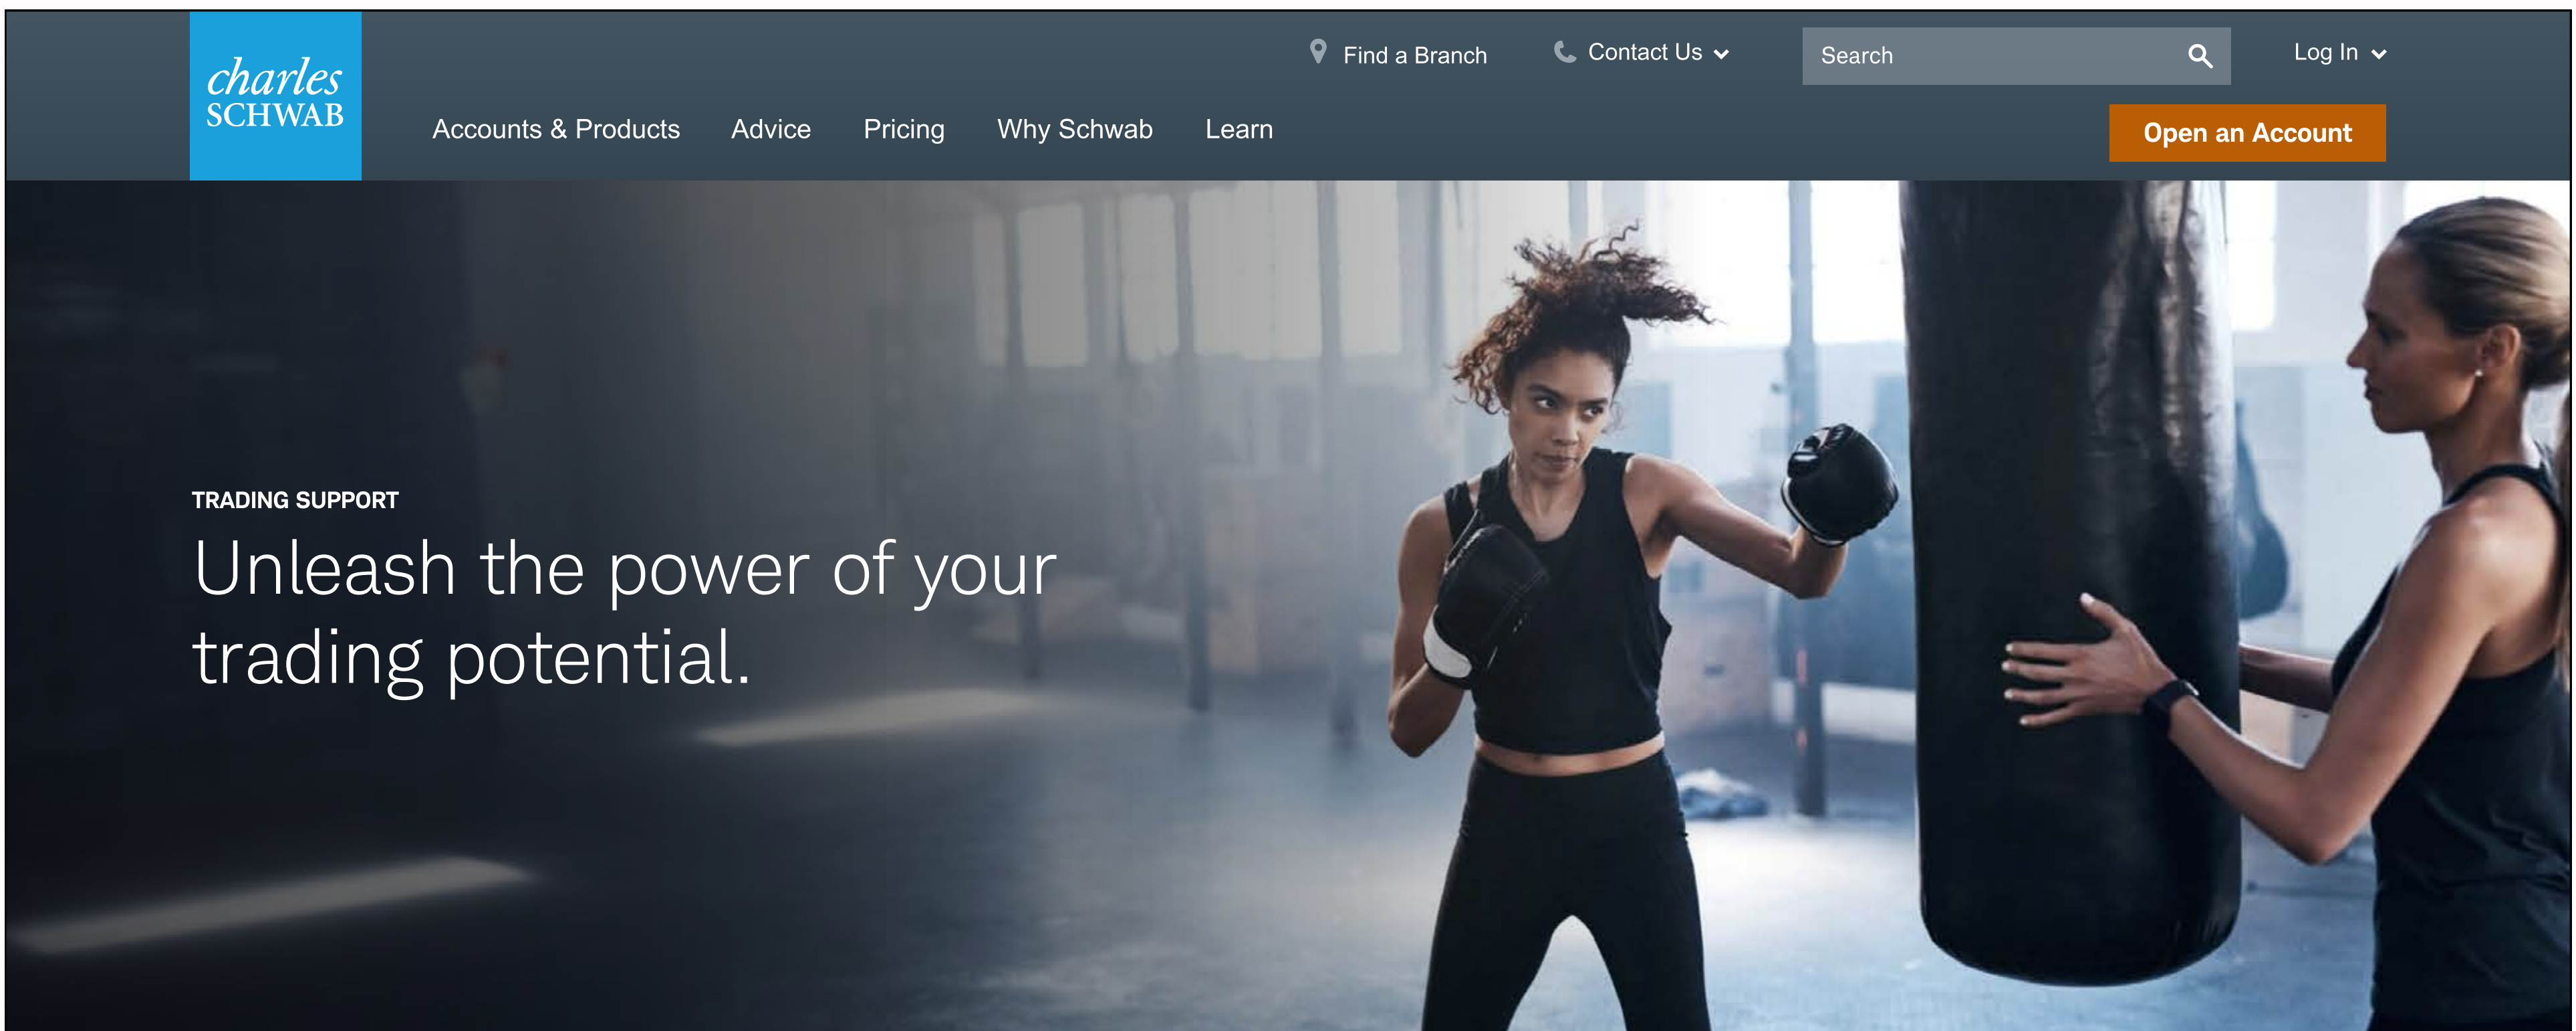 charles
SCHWAB
Find a Branch
Contact Us
Search
Log In
Accounts & Products
Advice
Pricing
Why Schwab
Learn
Open an Account
TRADING SUPPORT
Unleash the power of your
trading potential.